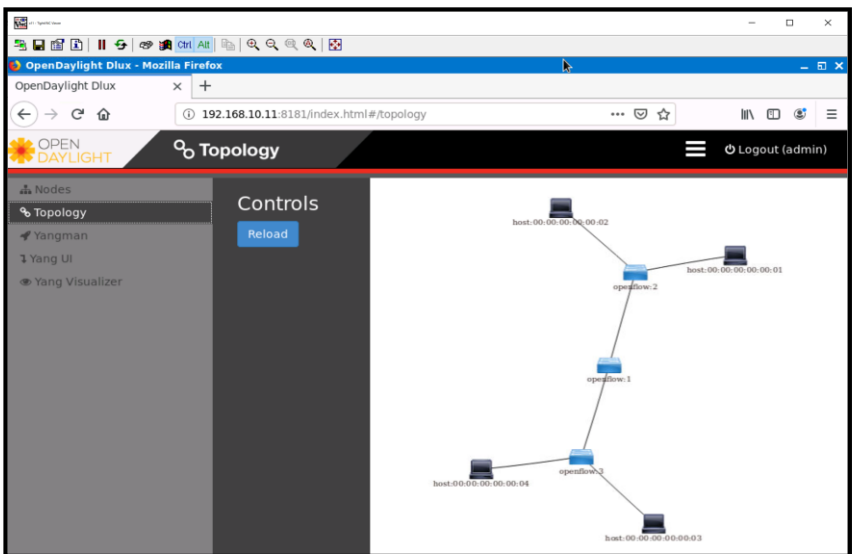 OpenDaylight Dlux - Mozilla Firefox
Ctrl Alt
OpenDaylight Dlux
192.168.10.11:8181/index.html#/topology
OPEN
DAYLIGHT
Topology
Logout (admin)
Nodes
Topology
Yangman
Yang UI
Yang Visualizer
Controls
Reload
host:00:00:00:00:00:02
host:00:00:00:00:00:01
openflow:2
openflow:1
openflow:3
host:00:00:00:00:00:04
host:00:00:00:00:00:03